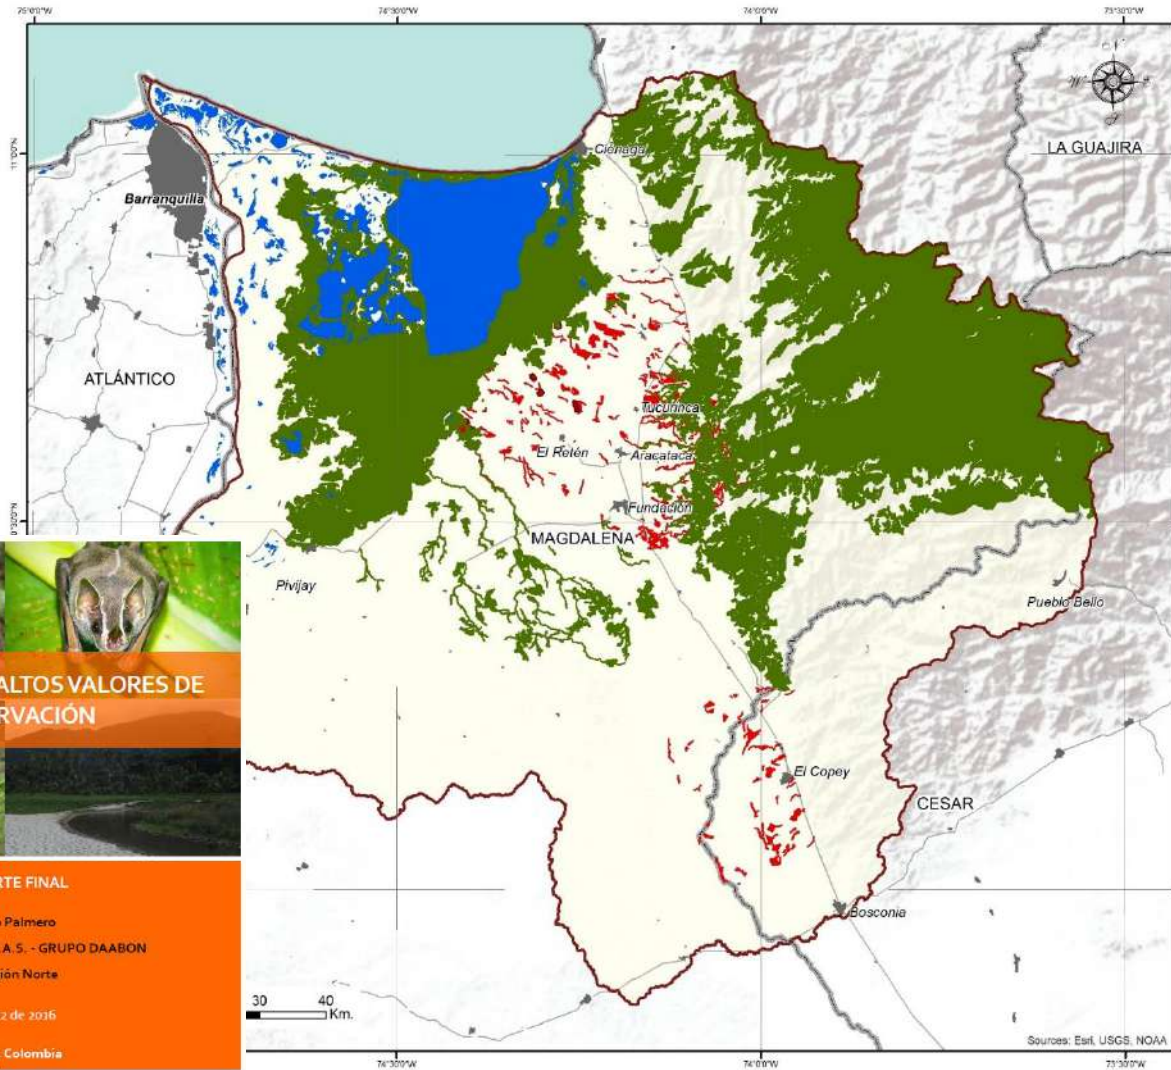 75°0'0"W 74°30'0"W 74°0'0"W 73°30'0"W
LA GUAJIRA
Ciénaga
11°0'0"N
Barranquilla
ATLÁNTICO
Tucurinca
El Retén
Aracataca
Fundación
MAGDALENA
Pivijay
Pueblo Bello
ALTOS VALORES DE
RVACIÓN
El Copey
CESAR
RTE FINAL
Palmero
.A.S. - GRUPO DAABON
ión Norte
Bosconia
2 de 2016
30 40
Km.
Colombia
Sources: Esri, USGS, NOAA
74°30'0"W 74°0'0"W 73°30'0"W